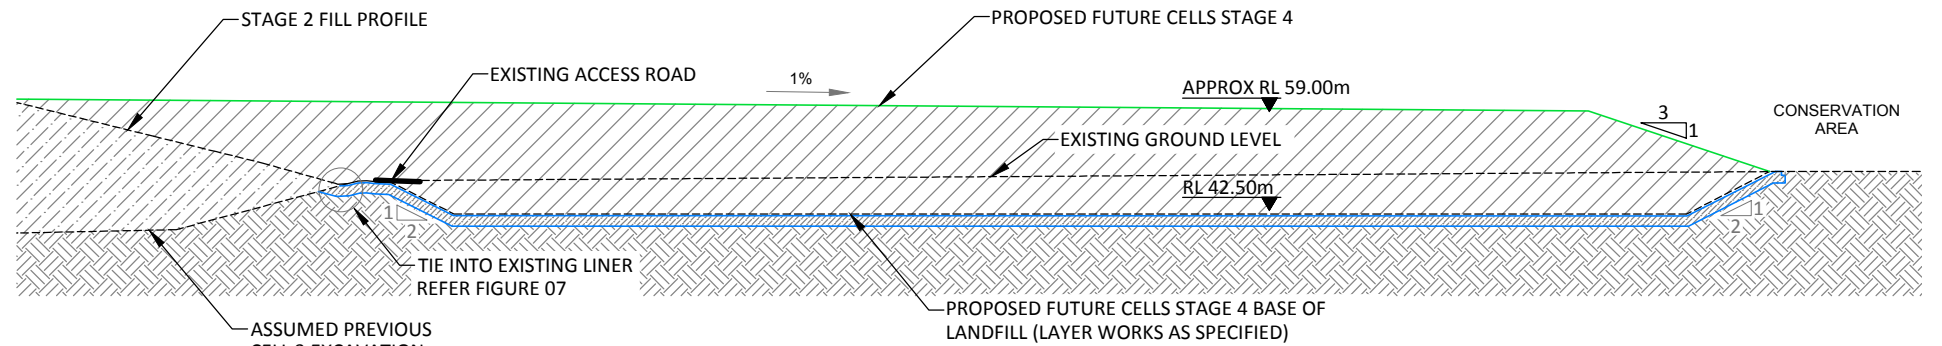 STAGE 2 FILL PROFILE
PROPOSED FUTURE CELLS STAGE 4
EXISTING ACCESS ROAD
1%
APPROX RL 59.00m
3
1
CONSERVATION
AREA
EXISTING GROUND LEVEL
RL 42.50m
1
2
1
2
TIE INTO EXISTING LINER
REFER FIGURE 07
PROPOSED FUTURE CELLS STAGE 4 BASE OF
LANDFILL (LAYER WORKS AS SPECIFIED)
ASSUMED PREVIOUS